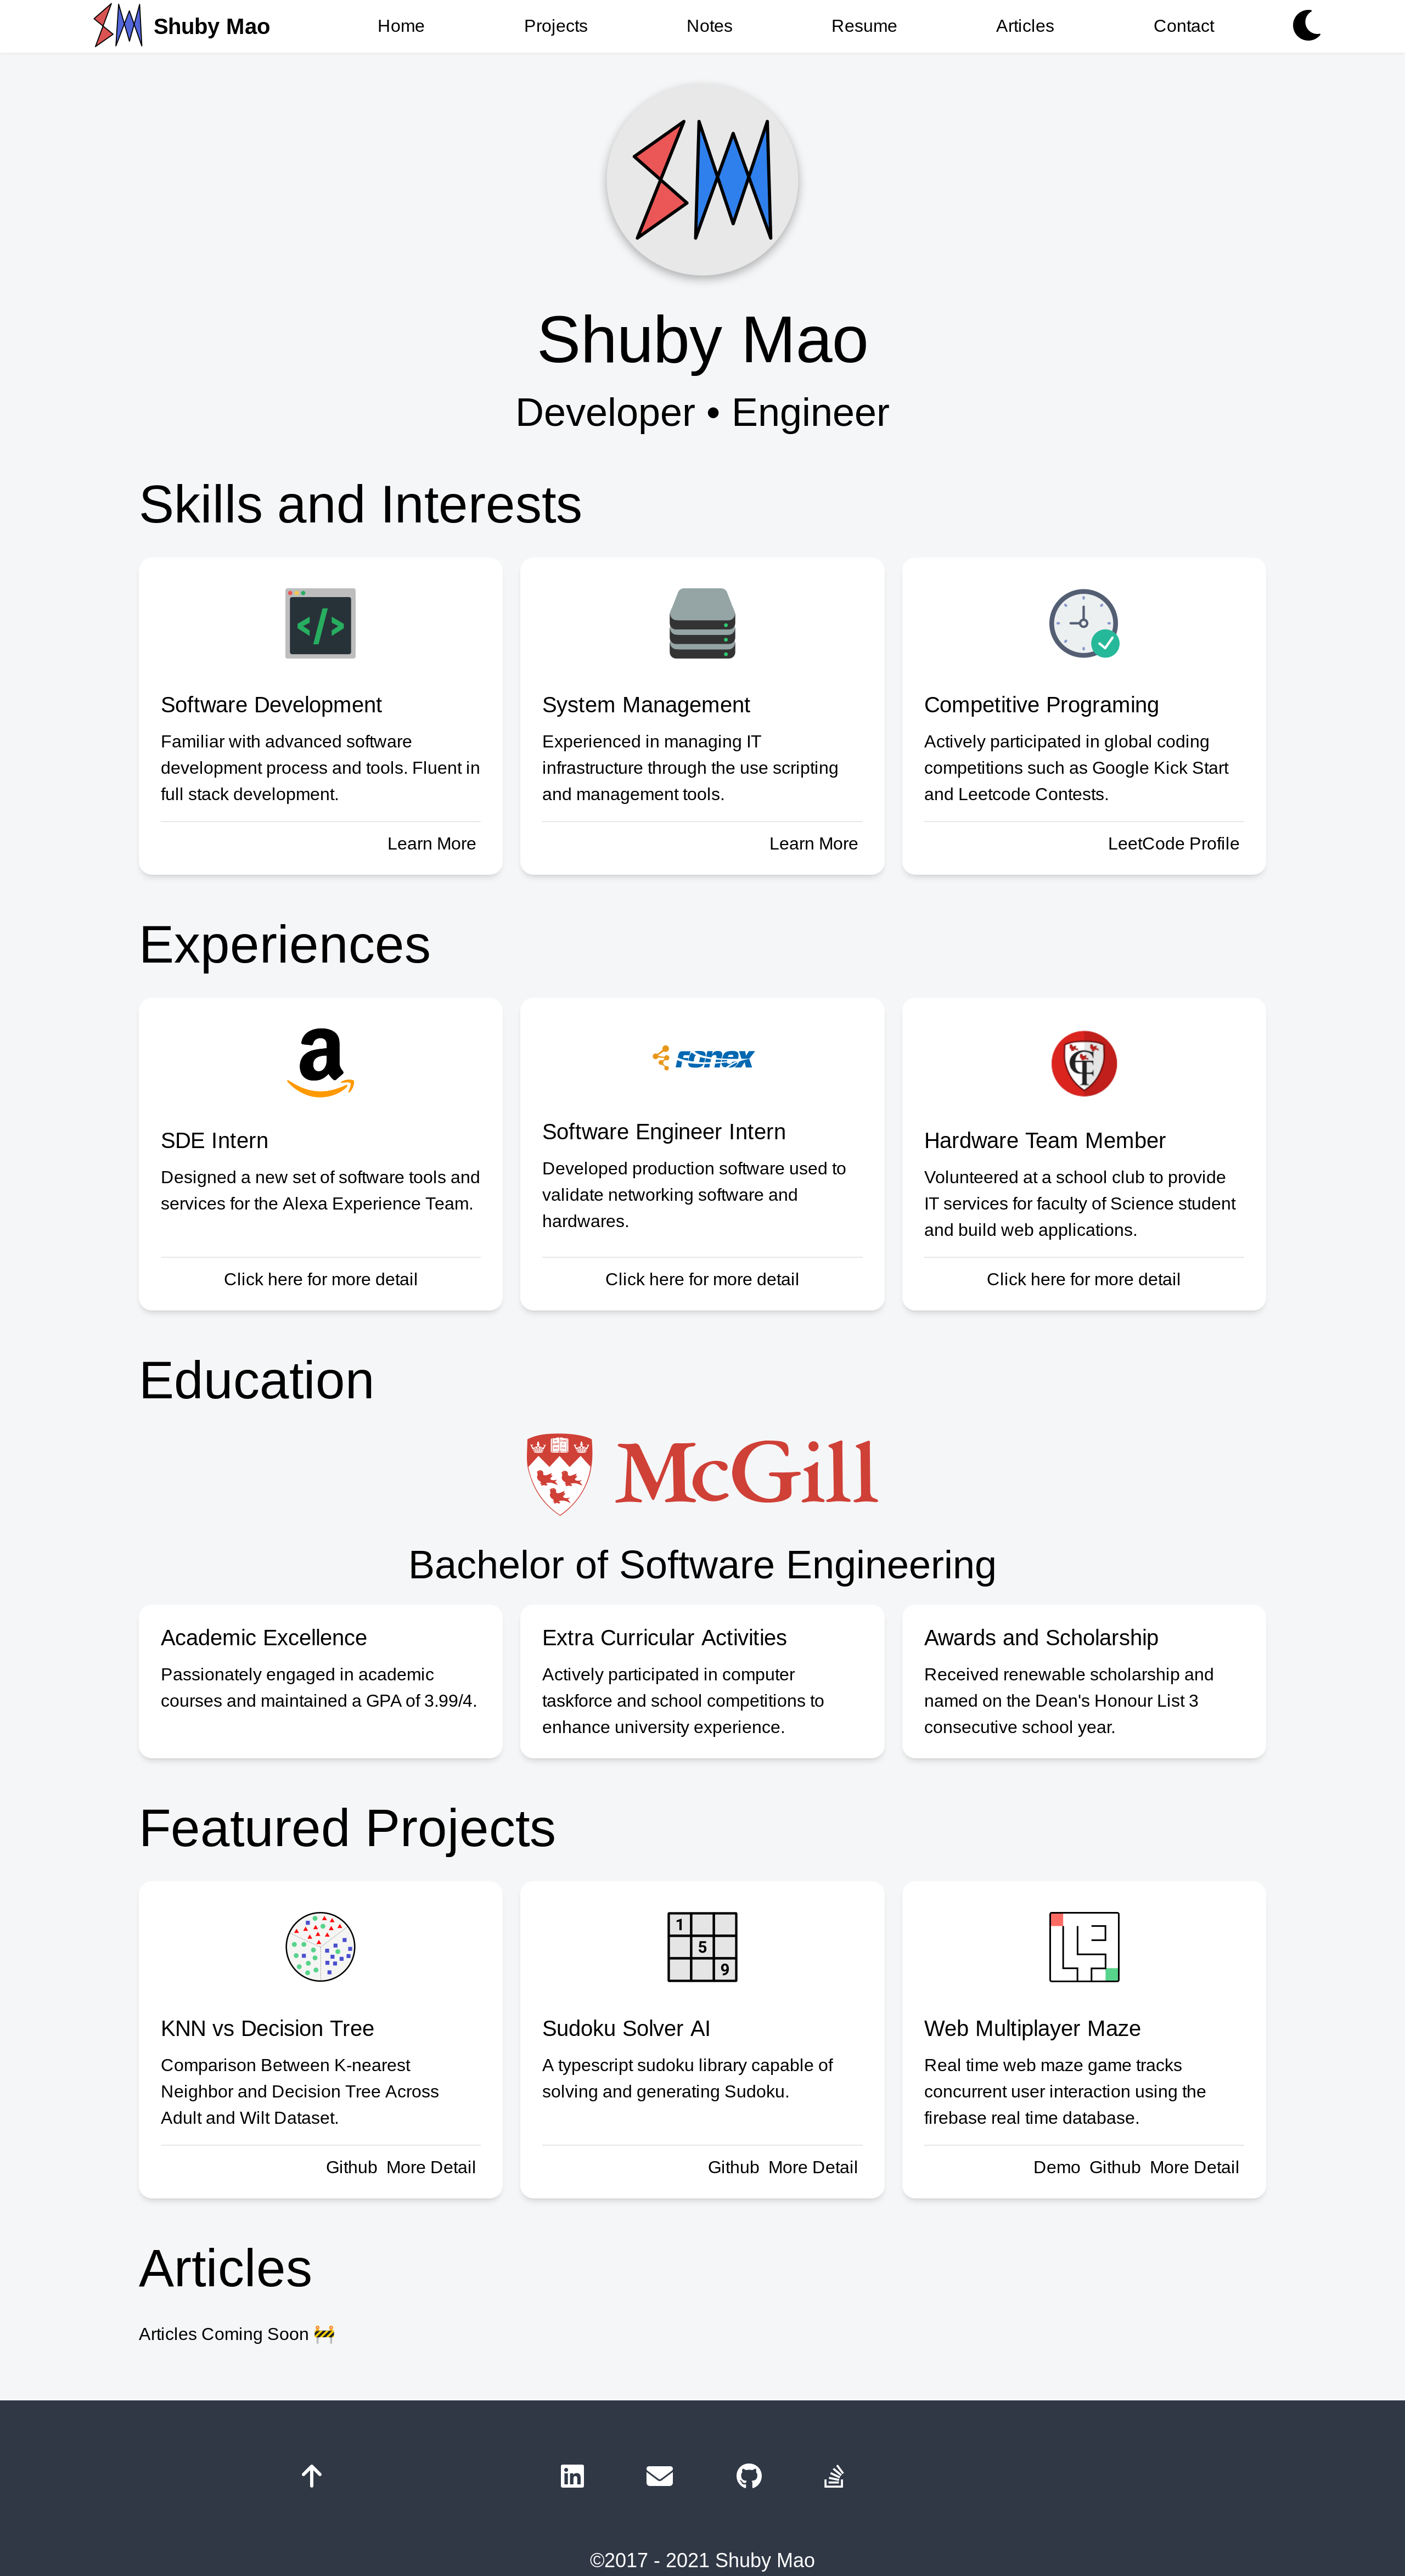 SM Shuby Mao Home Projects Notes Resume Articles Contact
SM
Shuby Mao
Developer • Engineer
Skills and Interests
</>
Software Development
Familiar with advanced software
development process and tools. Fluent in
full stack development.
Learn More
System Management
Experienced in managing IT
infrastructure through the use scripting
and management tools.
Learn More
Competitive Programing
Actively participated in global coding
competitions such as Google Kick Start
and Leetcode Contests.
LeetCode Profile
Experiences
a
SDE Intern
Designed a new set of software tools and
services for the Alexa Experience Team.
Click here for more detail
FONEX
Software Engineer Intern
Developed production software used to
validate networking software and
hardwares.
Click here for more detail
Hardware Team Member
Volunteered at a school club to provide
IT services for faculty of Science student
and build web applications.
Click here for more detail
Education
McGill
Bachelor of Software Engineering
Academic Excellence
Passionately engaged in academic
courses and maintained a GPA of 3.99/4.
Extra Curricular Activities
Actively participated in computer
taskforce and school competitions to
enhance university experience.
Awards and Scholarship
Received renewable scholarship and
named on the Dean's Honour List 3
consecutive school year.
Featured Projects
KNN vs Decision Tree
Comparison Between K-nearest
Neighbor and Decision Tree Across
Adult and Wilt Dataset.
Github More Detail
1
5
9
Sudoku Solver AI
A typescript sudoku library capable of
solving and generating Sudoku.
Github More Detail
Web Multiplayer Maze
Real time web maze game tracks
concurrent user interaction using the
firebase real time database.
Demo Github More Detail
Articles
Articles Coming Soon 🚧
in
©2017 - 2021 Shuby Mao